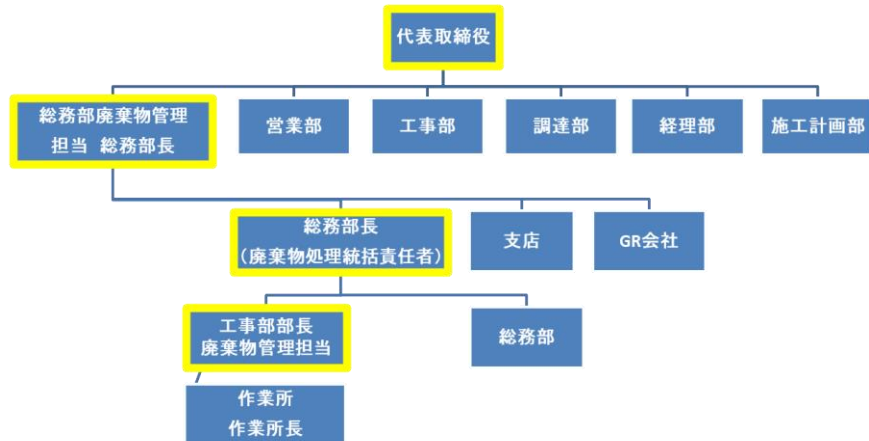 代表取締役
総務部廃棄物管理
担当 総務部長
営業部
工事部
調達部
経理部
施工計画部
総務部長
（廃棄物処理統括責任者）
支店
GR会社
工事部部長
廃棄物管理担当
総務部
作業所
作業所長